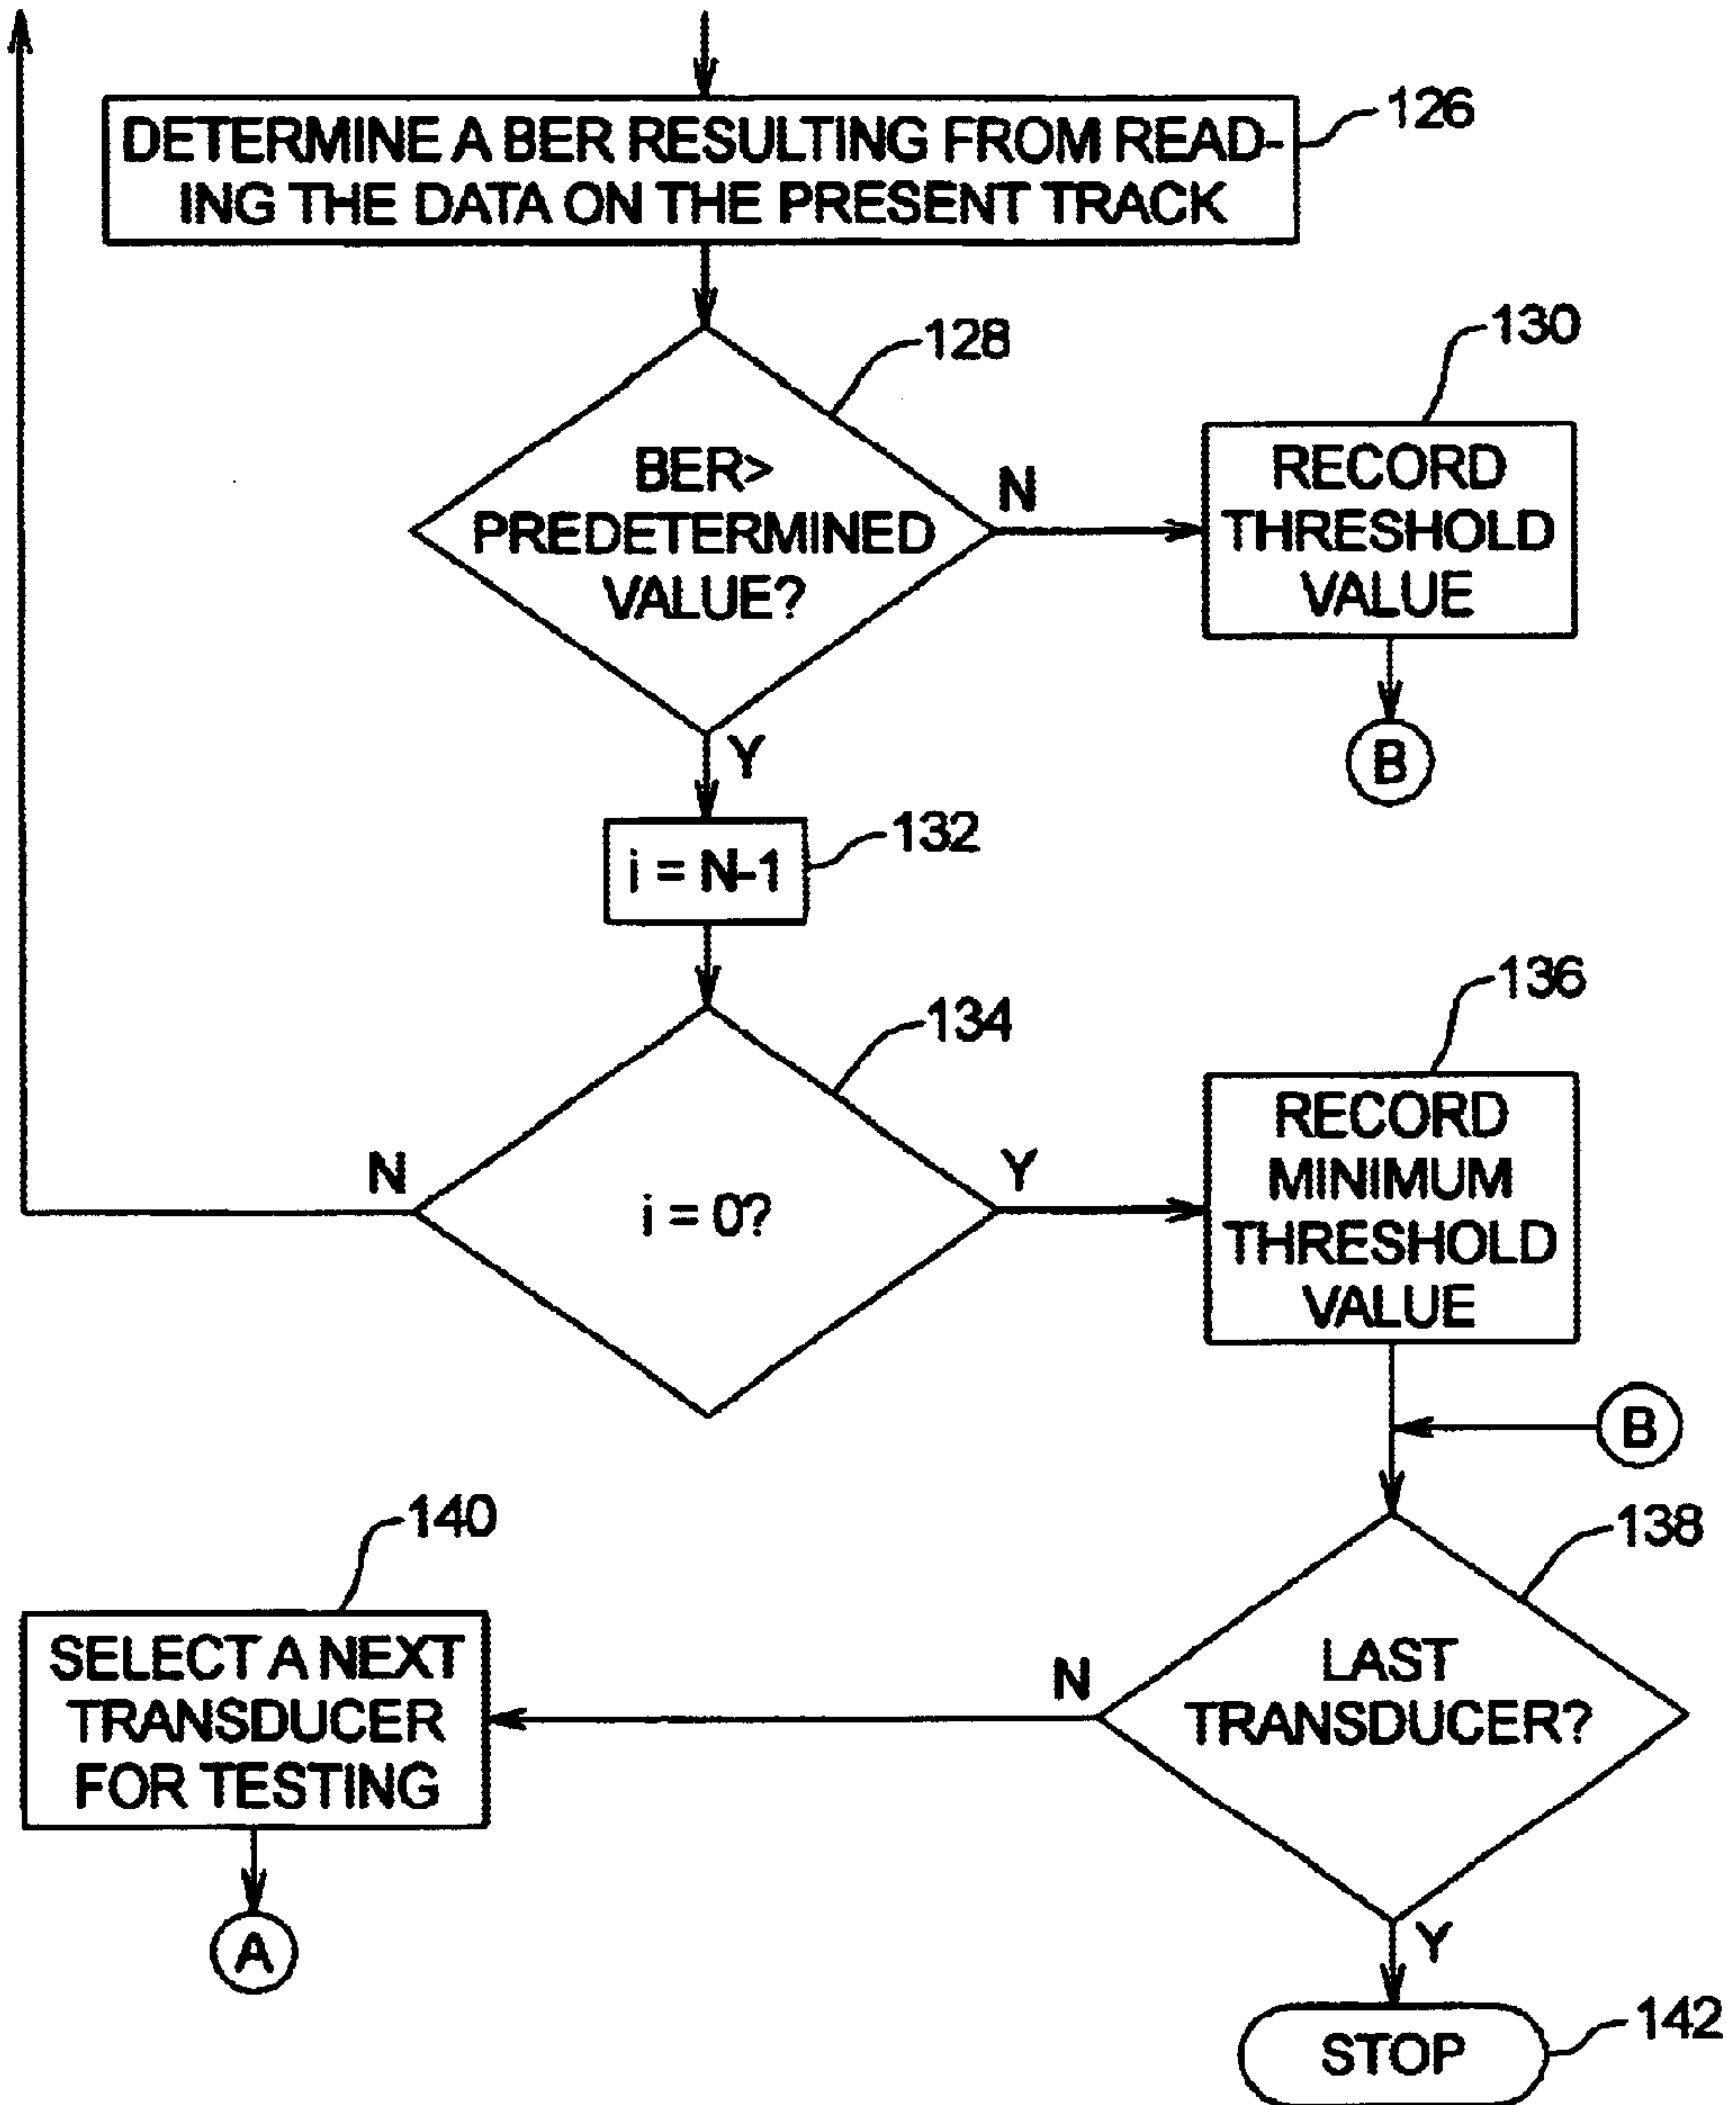 DETERMINE A BER RESULTING FROM READ-
ING THE DATA ON THE PRESENT TRACK
126
128
BER>
PREDETERMINED
VALUE?
N
130
RECORD
THRESHOLD
VALUE
B
Y
132
i = N-1
134
i = 0?
N
Y
136
RECORD
MINIMUM
THRESHOLD
VALUE
B
138
LAST
TRANSDUCER?
N
140
SELECT A NEXT
TRANSDUCER
FOR TESTING
A
Y
STOP
142